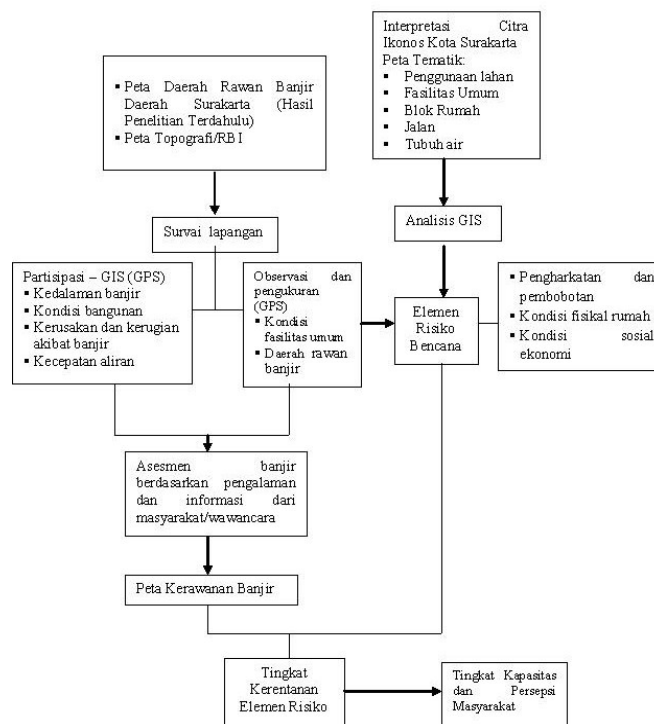 Peta Daerah Rawan Banjir
Daerah Surakarta (Hasil
Penelitian Terdahulu)
Peta Topografi/RBI
Interpretasi Citra
Ikonos Kota Surakarta
Peta Tematik:
Penggunaan lahan
Fasilitas Umum
Blok Rumah
Jalan
Tubuh air
Survai lapangan
Analisis GIS
Partisipasi – GIS (GPS)
Kedalaman banjir
Kondisi bangunan
Kerusakan dan kerugian
akibat banjir
Kecepatan aliran
Observasi dan
pengukuran
(GPS)
Kondisi
fasilitas umum
Daerah rawan
banjir
Elemen
Risiko
Bencana
Pengharkatan dan
pembobotan
Kondisi fisikal rumah
Kondisi sosial
ekonomi
Asesmen banjir
berdasarkan pengalaman
dan informasi dari
masyarakat/wawancara
Peta Kerawanan Banjir
Tingkat
Kerentanan
Elemen Risiko
Tingkat Kapasitas
dan Persepsi
Masyarakat